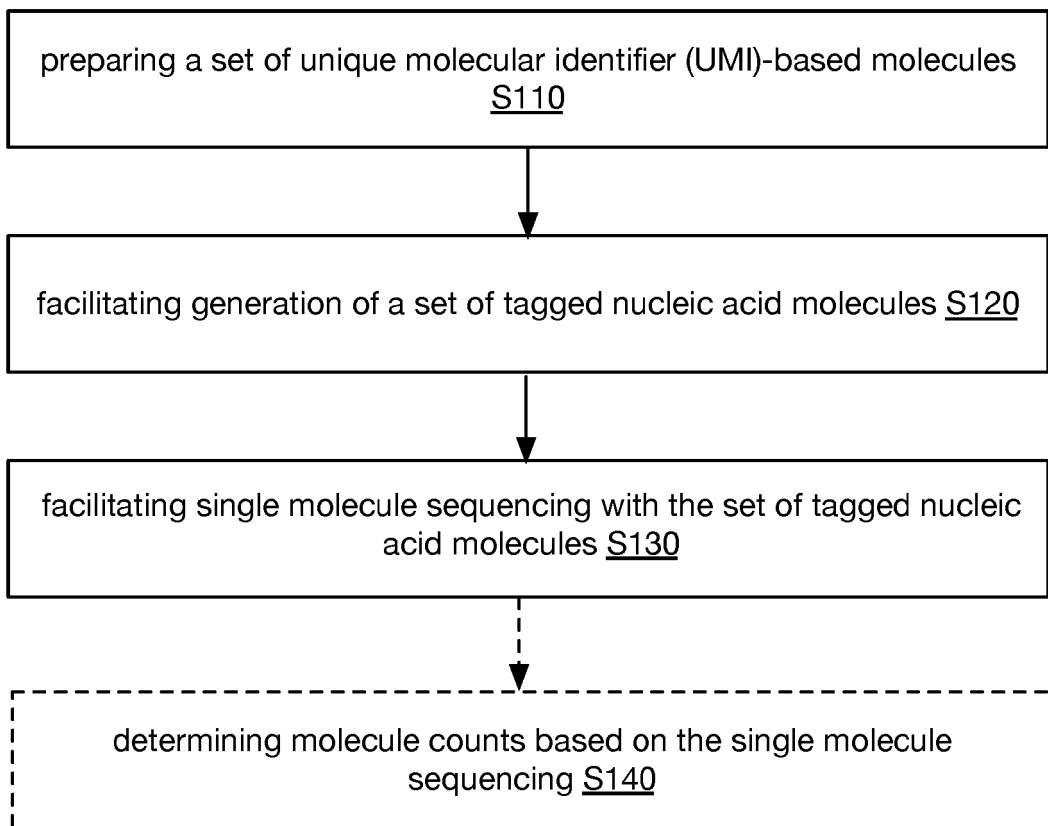 preparing a set of unique molecular identifier (UMI)-based molecules
S110
facilitating generation of a set of tagged nucleic acid molecules S120
facilitating single molecule sequencing with the set of tagged nucleic
acid molecules S130
determining molecule counts based on the single molecule
sequencing S140